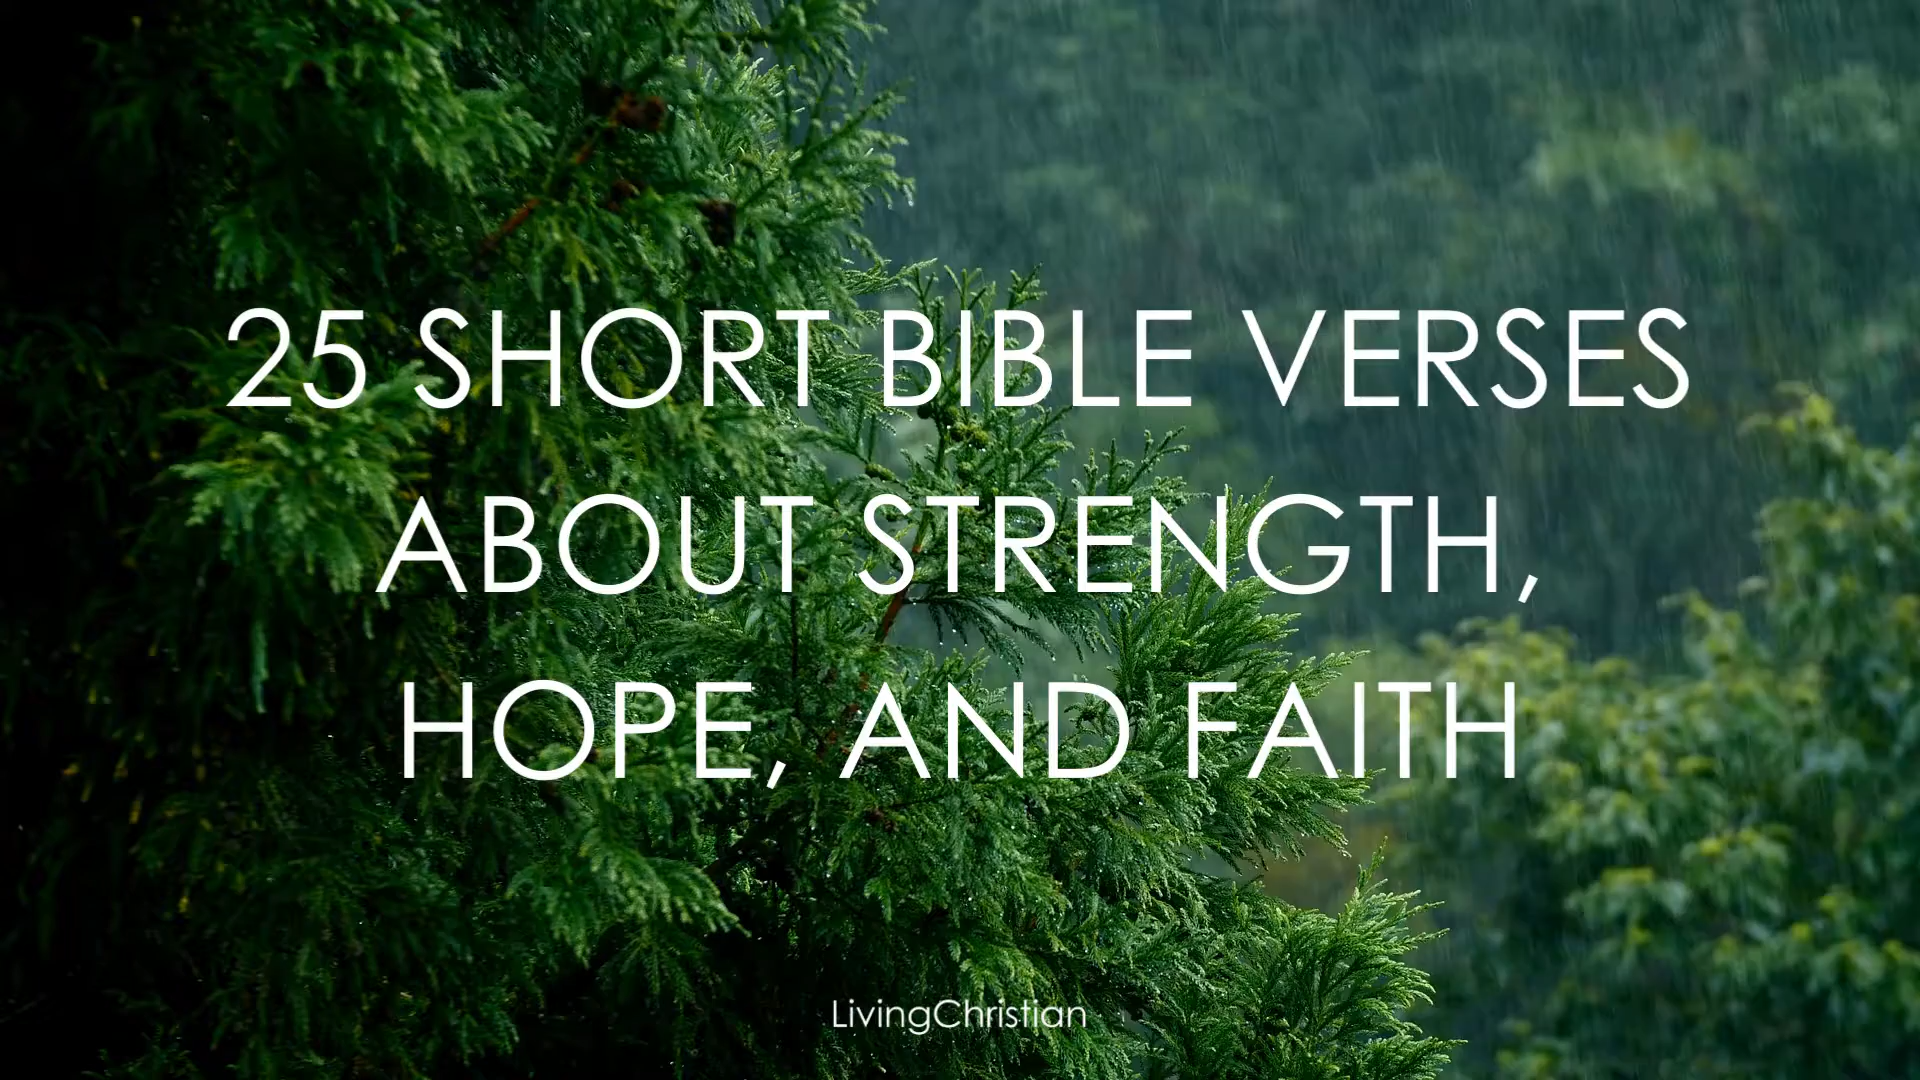 25 SHORT BIBLE VERSES
ABOUT STRENGTH,
HOPE, AND FAITH
LivingChristian